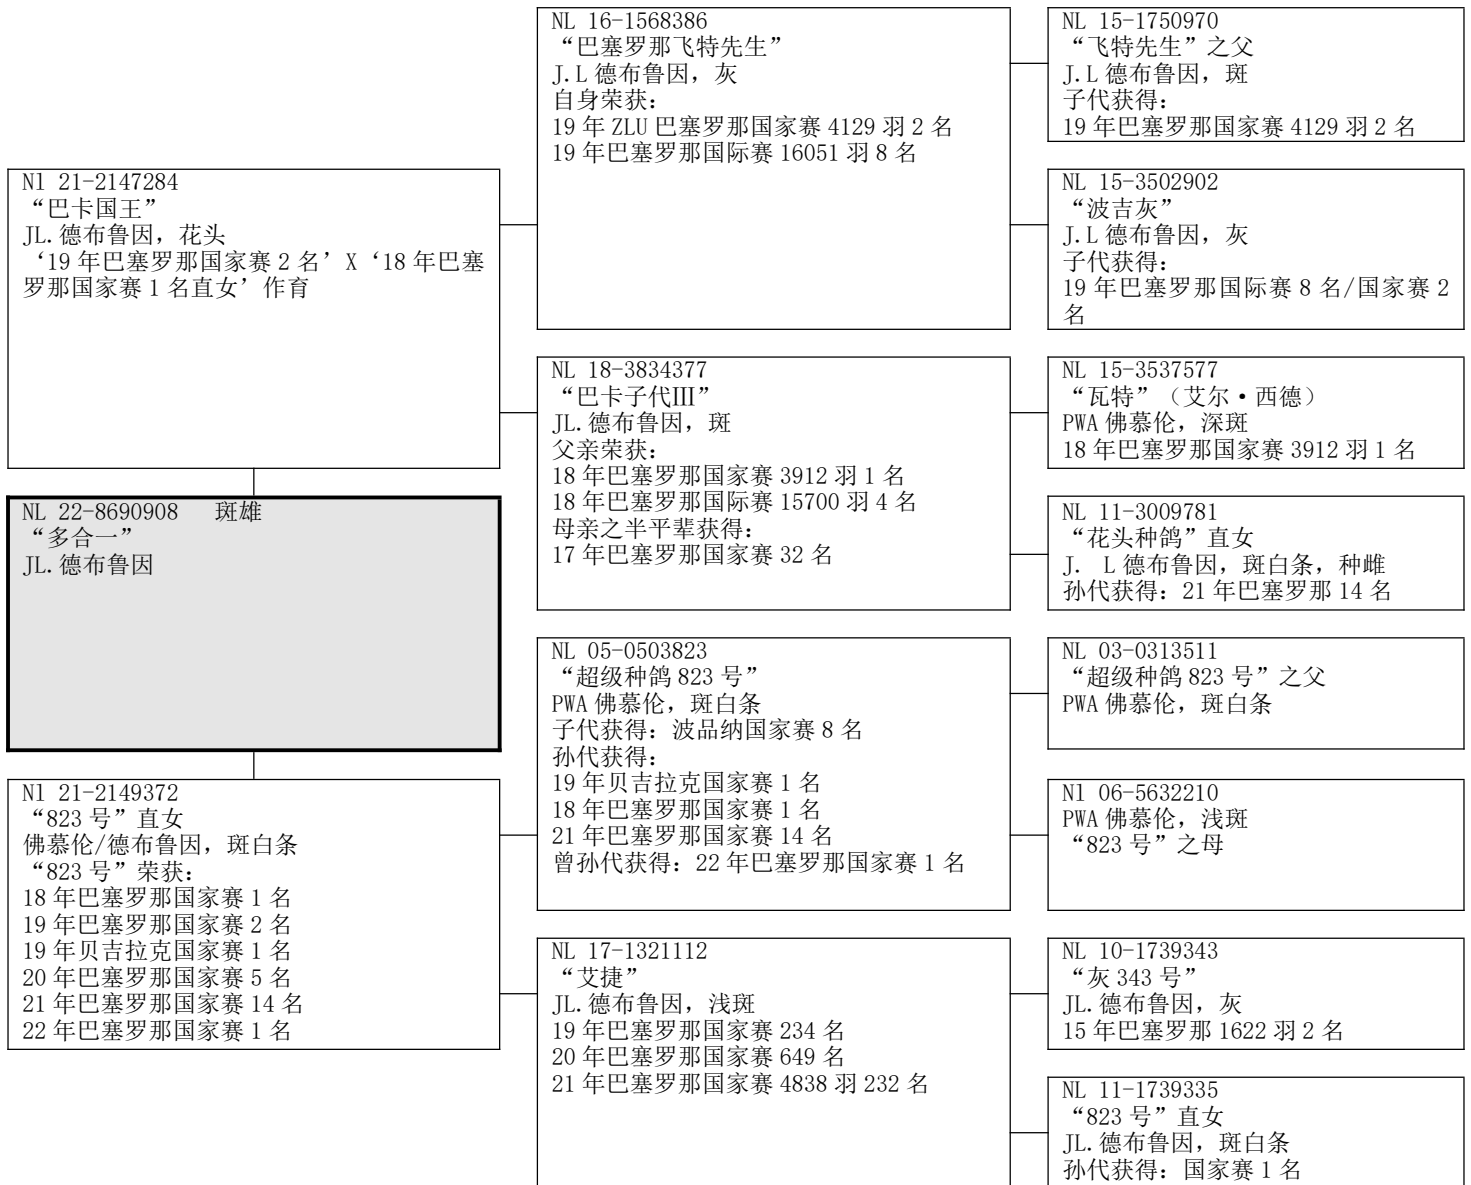 NL 16-1568386
“巴塞罗那飞特先生”
J.L 德布鲁因，灰
自身荣获：
19 年 ZLU 巴塞罗那国家赛 4129 羽 2 名
19 年巴塞罗那国际赛 16051 羽 8 名
NL 15-1750970
“飞特先生”之父
J.L 德布鲁因，斑
子代获得：
19 年巴塞罗那国家赛 4129 羽 2 名
Nl 21-2147284
“巴卡国王”
JL.德布鲁因，花头
‘19 年巴塞罗那国家赛 2 名’X‘18 年巴塞
罗那国家赛 1 名直女’作育
NL 15-3502902
“波吉灰”
J.L 德布鲁因，灰
子代获得：
19 年巴塞罗那国际赛 8 名/国家赛 2
名
NL 18-3834377
“巴卡子代Ⅲ”
JL.德布鲁因，斑
父亲荣获：
18 年巴塞罗那国家赛 3912 羽 1 名
18 年巴塞罗那国际赛 15700 羽 4 名
母亲之半平辈获得：
17 年巴塞罗那国家赛 32 名
NL 15-3537577
“瓦特”（艾尔·西德）
PWA 佛慕伦，深斑
18 年巴塞罗那国家赛 3912 羽 1 名
NL 22-8690908 斑雄
“多合一”
JL.德布鲁因
NL 11-3009781
“花头种鸽”直女
J. L 德布鲁因，斑白条，种雌
孙代获得：21 年巴塞罗那 14 名
NL 05-0503823
“超级种鸽 823 号”
PWA 佛慕伦，斑白条
子代获得：波品纳国家赛 8 名
孙代获得：
19 年贝吉拉克国家赛 1 名
18 年巴塞罗那国家赛 1 名
21 年巴塞罗那国家赛 14 名
曾孙代获得：22 年巴塞罗那国家赛 1 名
NL 03-0313511
“超级种鸽 823 号”之父
PWA 佛慕伦，斑白条
Nl 21-2149372
“823 号”直女
佛慕伦/德布鲁因，斑白条
“823 号”荣获：
18 年巴塞罗那国家赛 1 名
19 年巴塞罗那国家赛 2 名
19 年贝吉拉克国家赛 1 名
20 年巴塞罗那国家赛 5 名
21 年巴塞罗那国家赛 14 名
22 年巴塞罗那国家赛 1 名
Nl 06-5632210
PWA 佛慕伦，浅斑
“823 号”之母
NL 17-1321112
“艾捷”
JL.德布鲁因，浅斑
19 年巴塞罗那国家赛 234 名
20 年巴塞罗那国家赛 649 名
21 年巴塞罗那国家赛 4838 羽 232 名
NL 10-1739343
“灰 343 号”
JL.德布鲁因，灰
15 年巴塞罗那 1622 羽 2 名
NL 11-1739335
“823 号”直女
JL.德布鲁因，斑白条
孙代获得：国家赛 1 名